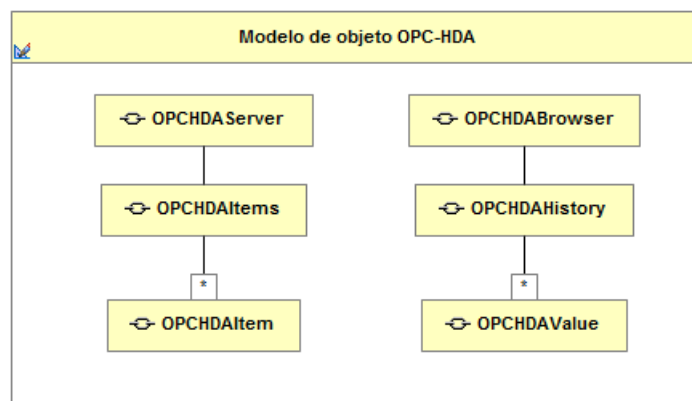 Modelo de objeto OPC-HDA
OPCHDAServer
OPCHDABrowser
OPCHDAItems
OPCHDAHistory
*
*
OPCHDAItem
OPCHDAValue